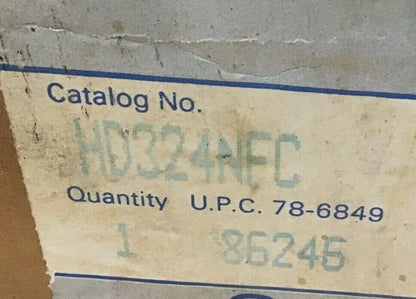 Catalog No.
HD324NFC
Quantity U.P.C. 78-6849
1 86246